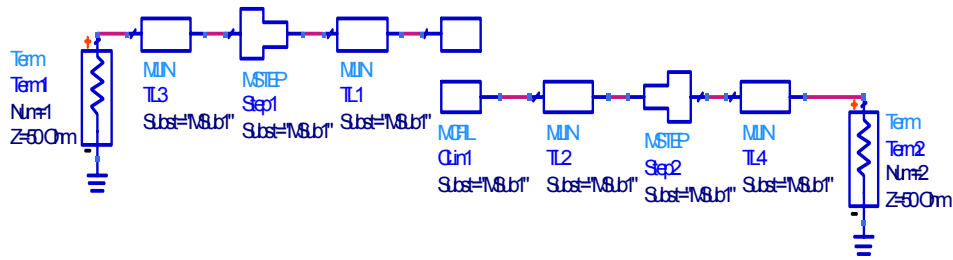 Term
Term1
Num=1
Z=50 Ohm
MLIN
TL3
Subst="MSub1"
MSTEP
Step1
Subst="MSub1"
MLIN
TL1
Subst="MSub1"
MCFIL
CLin1
Subst="MSub1"
MLIN
TL2
Subst="MSub1"
MSTEP
Step2
Subst="MSub1"
MLIN
TL4
Subst="MSub1"
Term
Term2
Num=2
Z=50 Ohm